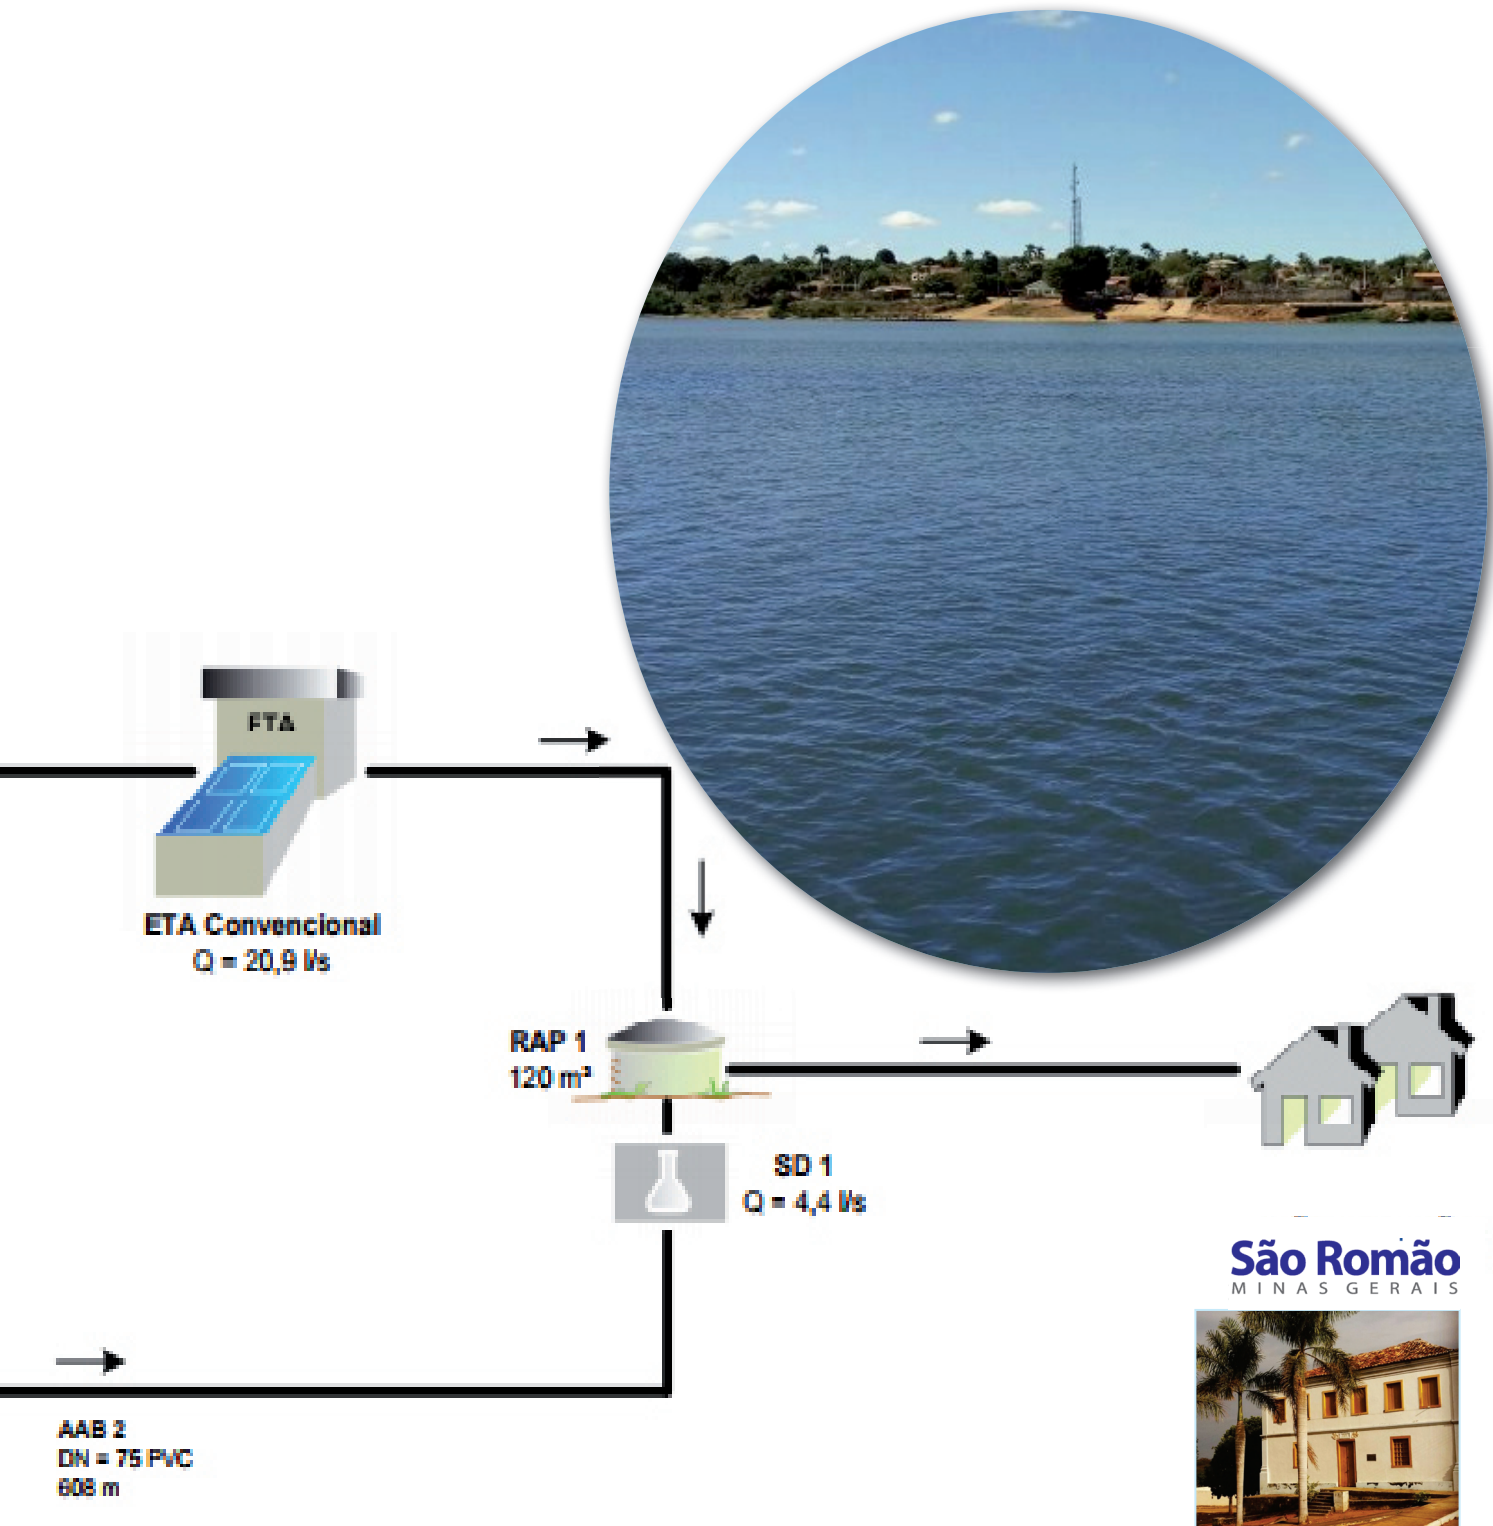 ETA
ETA Convencional
Q = 20,9 l/s
RAP 1
120 m³
SD 1
Q = 4,4 l/s
São Romão
MINAS GERAIS
AAB 2
DN = 75 PVC
608 m